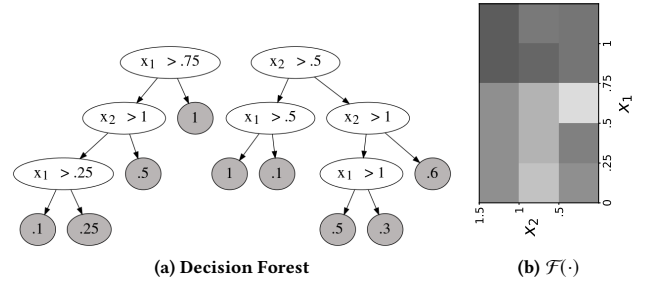 x1 >.75
x2 >.5
x2 >1
1
x1 >.5
x2 >1
x1 >.25
.5
1
.1
x1 >1
.6
.1
.25
.5
.3
(a) Decision Forest
1
.75
.5
.25
0
x1
1.5
1
.5
x2
(b) ℱ(·)